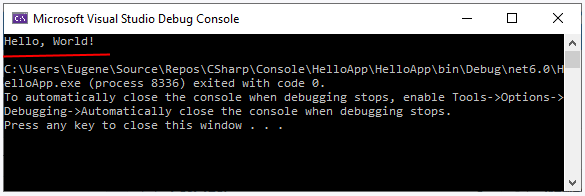 Microsoft Visual Studio Debug Console
Hello, World!
C:\Users\Eugene\Source\Repos\CSharp\Console\HelloApp\HelloApp\bin\Debug\net6.0\H
elloApp.exe (process 8336) exited with code 0.
To automatically close the console when debugging stops, enable Tools->Options->
Debugging->Automatically close the console when debugging stops.
Press any key to close this window . . .